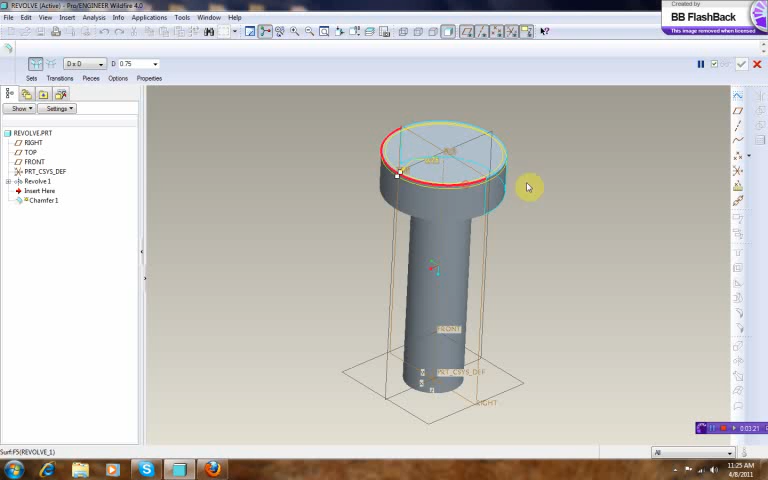 REVOLVE (Active) - Pro/ENGINEER Wildfire 4.0
Created by
BB FlashBack
This image removed when licensed
File Edit View Insert Analysis Info Applications Tools Window Help
D x D
D 0.75
Sets Transitions Pieces Options Properties
Show
Settings
REVOLVE.PRT
RIGHT
TOP
FRONT
PRT_CSYS_DEF
Revolve 1
Insert Here
Chamfer 1
FRONT
PRT_CSYS_DEF
RIGHT
0:03:21
Surf:F5(REVOLVE_1)
All
11:25 AM
4/8/2011